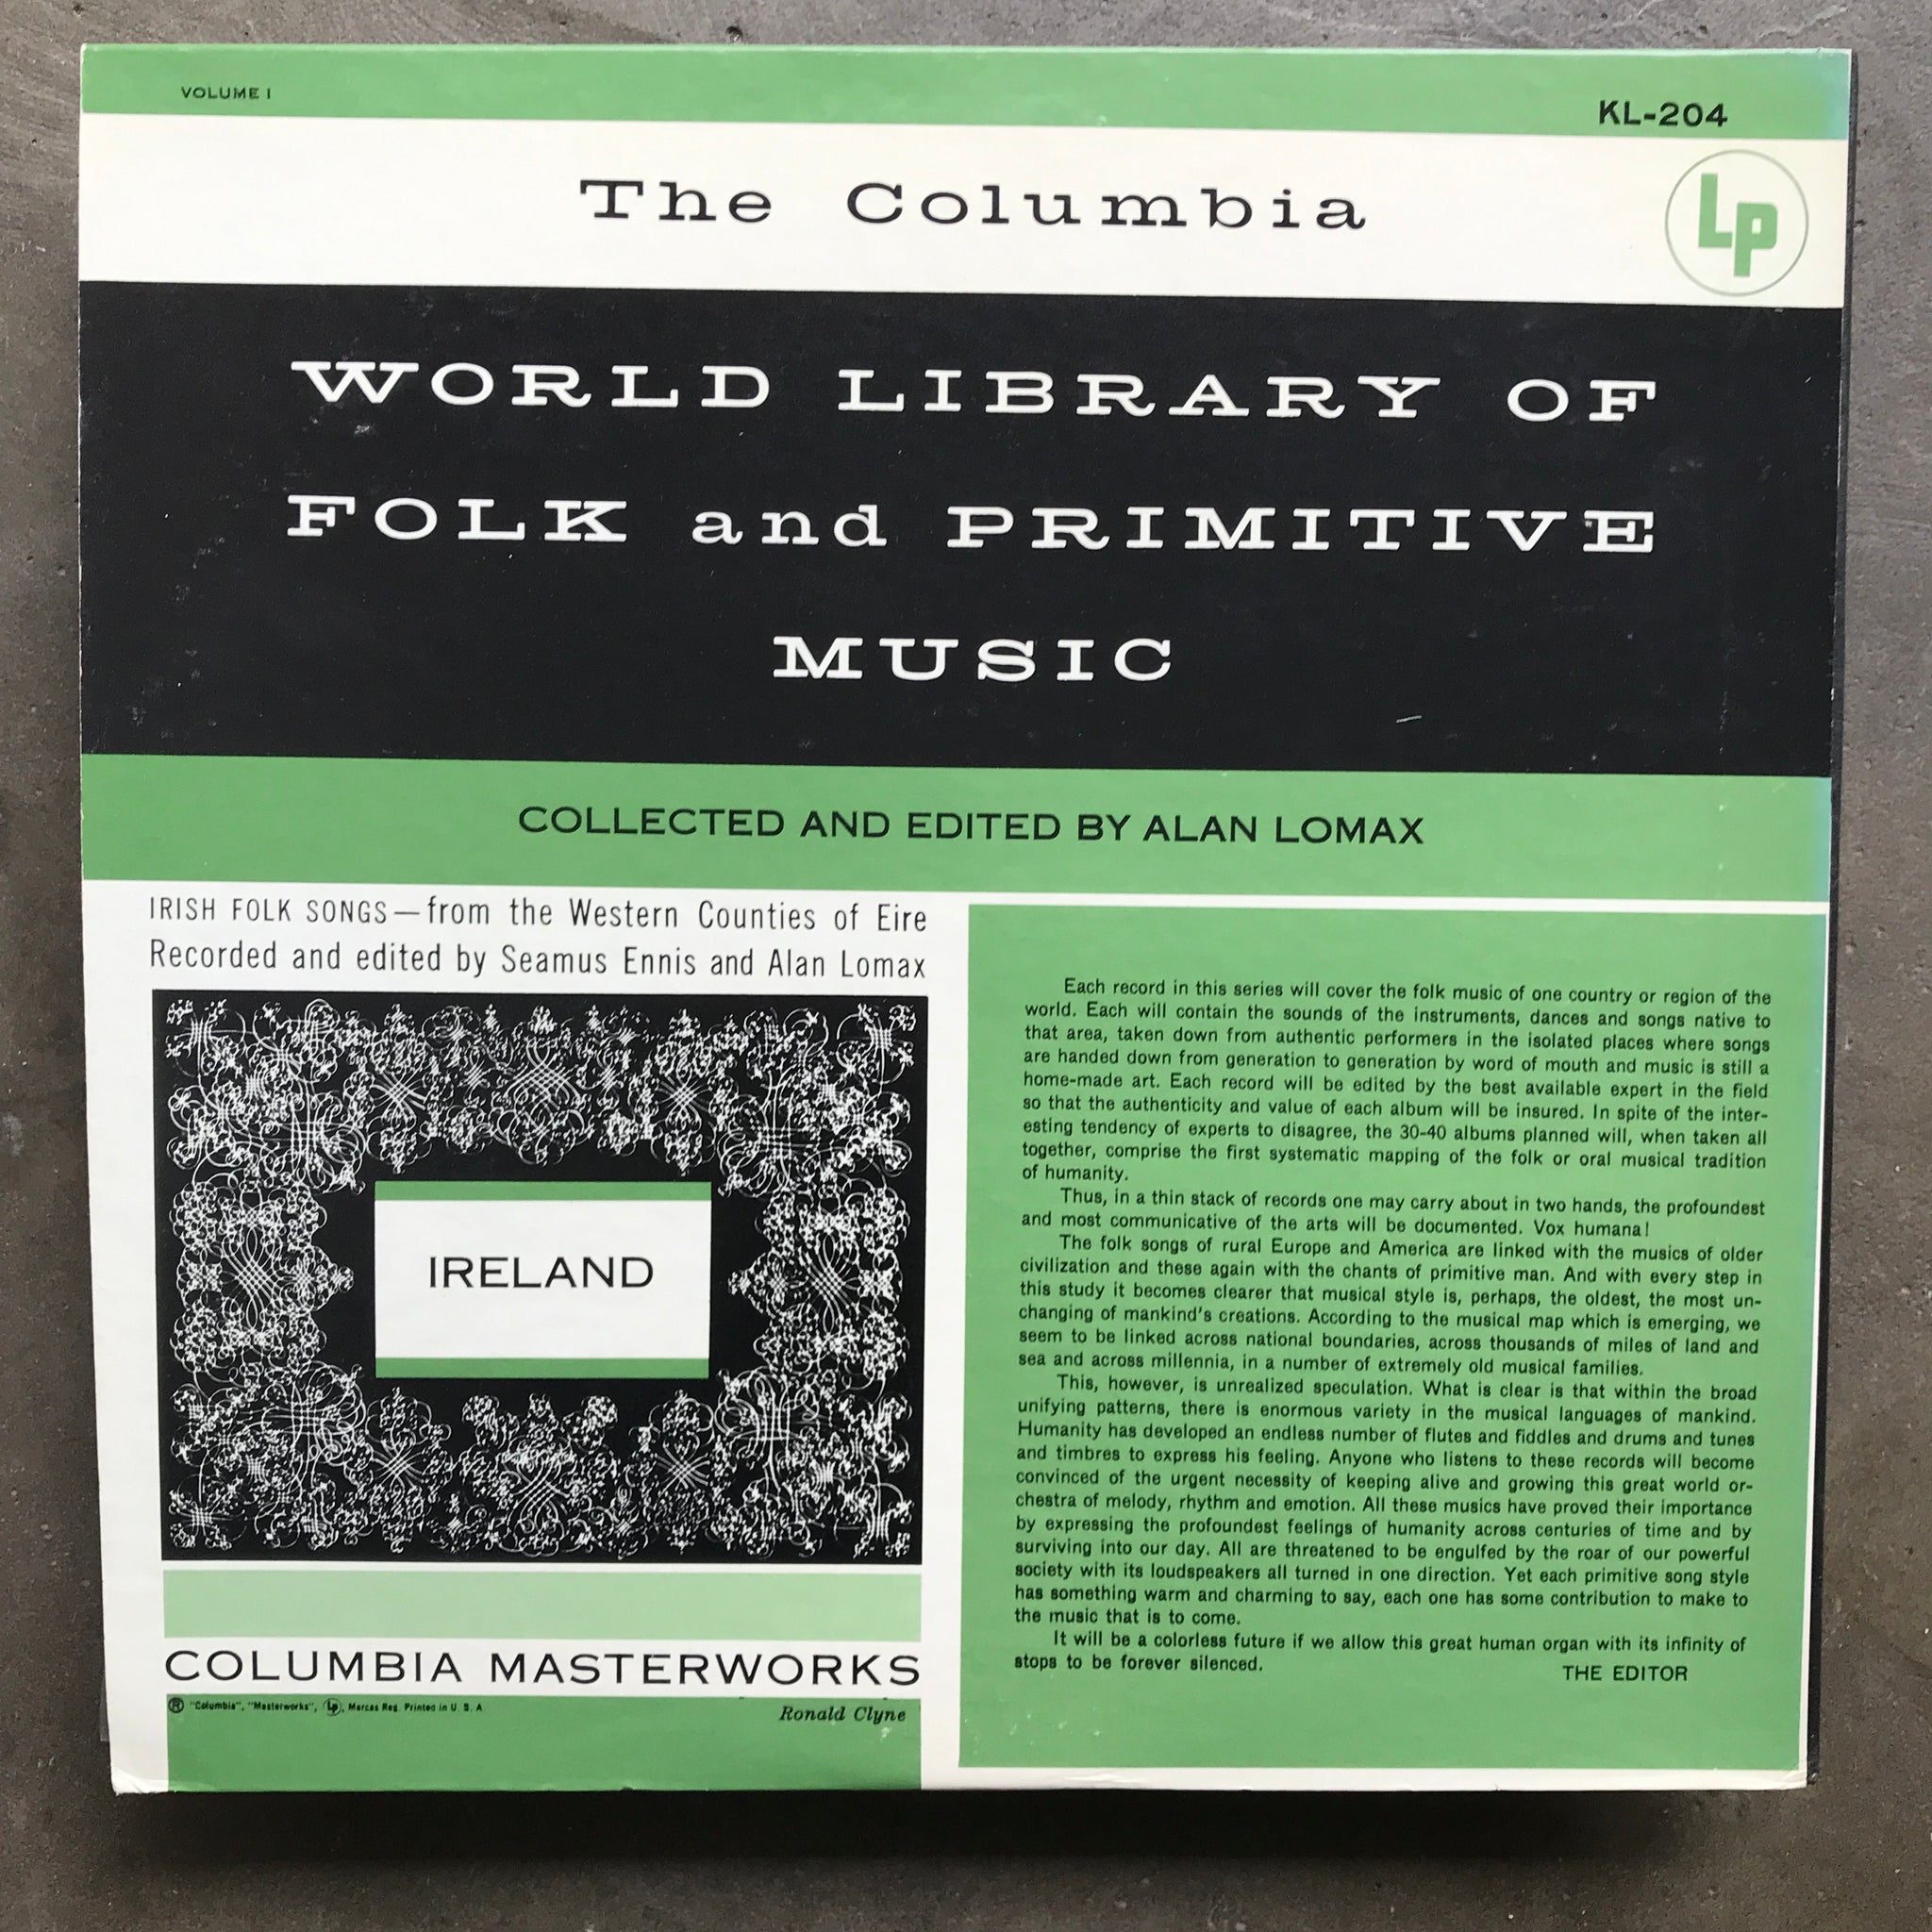 VOLUME I
KL-204
The Columbia
Lp
WORLD LIBRARY OF
FOLK and PRIMITIVE
MUSIC
COLLECTED AND EDITED BY ALAN LOMAX
IRISH FOLK SONGS—from the Western Counties of Eire
Recorded and edited by Seamus Ennis and Alan Lomax
IRELAND
COLUMBIA MASTERWORKS
® "Columbia", "Masterworks", Lp, Marcas Reg. Printed in U. S. A.
Ronald Clyne
Each record in this series will cover the folk music of one country or region of the
world. Each will contain the sounds of the instruments, dances and songs native to
that area, taken down from authentic performers in the isolated places where songs
are handed down from generation to generation by word of mouth and music is still a
home-made art. Each record will be edited by the best available expert in the field
so that the authenticity and value of each album will be insured. In spite of the inter-
esting tendency of experts to disagree, the 30-40 albums planned will, when taken all
together, comprise the first systematic mapping of the folk or oral musical tradition
of humanity.
Thus, in a thin stack of records one may carry about in two hands, the profoundest
and most communicative of the arts will be documented. Vox humana!
The folk songs of rural Europe and America are linked with the musics of older
civilization and these again with the chants of primitive man. And with every step in
this study it becomes clearer that musical style is, perhaps, the oldest, the most un-
changing of mankind's creations. According to the musical map which is emerging, we
seem to be linked across national boundaries, across thousands of miles of land and
sea and across millennia, in a number of extremely old musical families.
This, however, is unrealized speculation. What is clear is that within the broad
unifying patterns, there is enormous variety in the musical languages of mankind.
Humanity has developed an endless number of flutes and fiddles and drums and tunes
and timbres to express his feeling. Anyone who listens to these records will become
convinced of the urgent necessity of keeping alive and growing this great world or-
chestra of melody, rhythm and emotion. All these musics have proved their importance
by expressing the profoundest feelings of humanity across centuries of time and by
surviving into our day. All are threatened to be engulfed by the roar of our powerful
society with its loudspeakers all turned in one direction. Yet each primitive song style
has something warm and charming to say, each one has some contribution to make to
the music that is to come.
It will be a colorless future if we allow this great human organ with its infinity of
stops to be forever silenced.
THE EDITOR